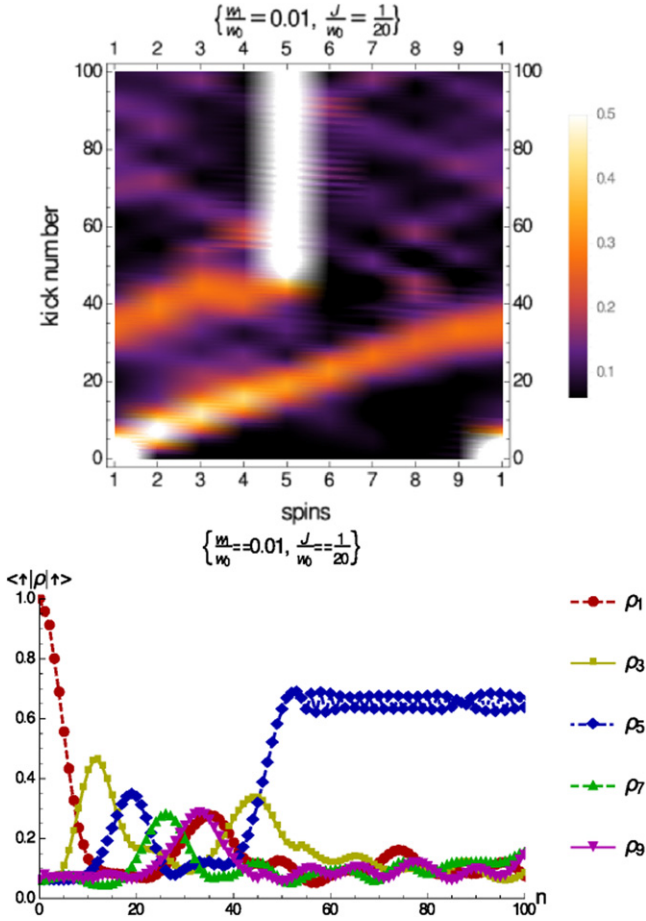 {w₁/w₀ = 0.01, J/w₀ = 1/20}
1 2 3 4 5 6 7 8 9 1
100 100
80 80
60 60
40 40
20 20
0 0
kick number
1 2 3 4 5 6 7 8 9 1
spins
0.5
0.4
0.3
0.2
0.1
{w₁/w₀ == 0.01, J/w₀ == 1/20}
<↑|ρ|↑>
1.0
0.8
0.6
0.4
0.2
0.0
0 20 40 60 80 100 n
ρ₁
ρ₃
ρ₅
ρ₇
ρ₉